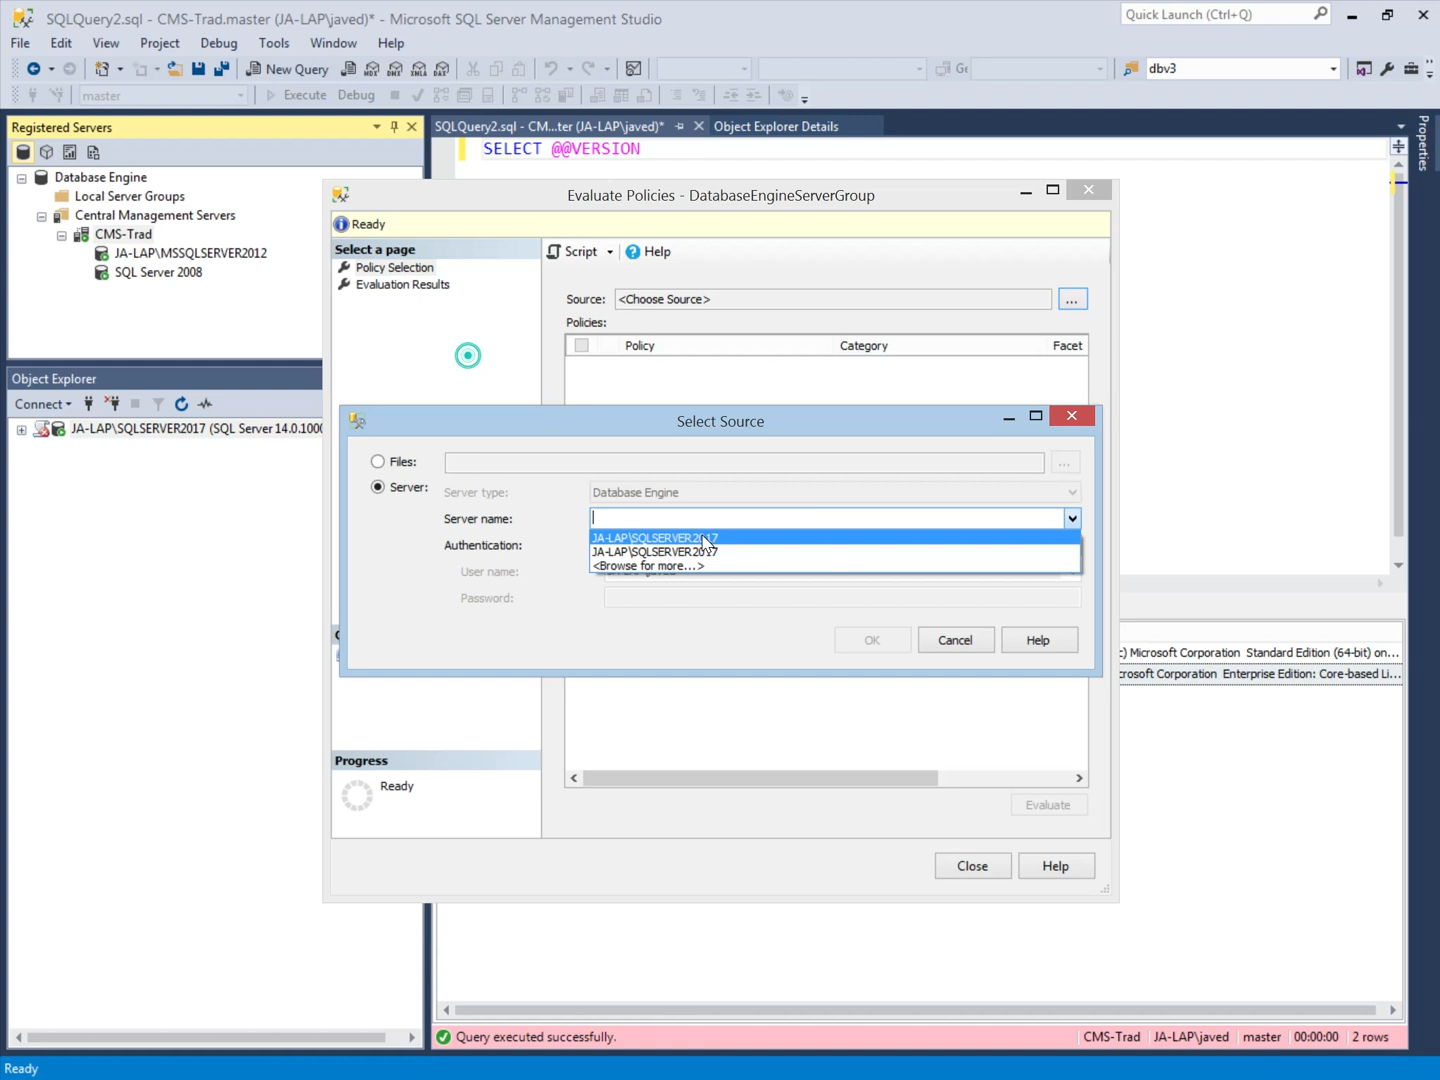 SQLQuery2.sql - CMS-Trad.master (JA-LAP\javed)* - Microsoft SQL Server Management Studio
Quick Launch (Ctrl+Q)
File Edit View Project Debug Tools Window Help
New Query
MDX DMX XMLA DAX
dbv3
master
Execute Debug
Registered Servers
SQLQuery2.sql - CM...ter (JA-LAP\javed)*
Object Explorer Details
Properties
SELECT @@VERSION
Database Engine
Local Server Groups
Central Management Servers
CMS-Trad
JA-LAP\MSSQLSERVER2012
SQL Server 2008
Evaluate Policies - DatabaseEngineServerGroup
Ready
Select a page
Policy Selection
Evaluation Results
Script
Help
Source:
<Choose Source>
...
Policies:
Policy Category Facet
Object Explorer
Connect
JA-LAP\SQLSERVER2017 (SQL Server 14.0.1000
Select Source
Files:
...
Server:
Server type:
Database Engine
Server name:
JA-LAP\SQLSERVER2017
Authentication:
JA-LAP\SQLSERVER2017
<Browse for more...>
User name:
Password:
OK Cancel Help
c) Microsoft Corporation Standard Edition (64-bit) on...
crosoft Corporation Enterprise Edition: Core-based Li...
Progress
Ready
Evaluate
Close Help
Query executed successfully.
CMS-Trad JA-LAP\javed master 00:00:00 2 rows
Ready